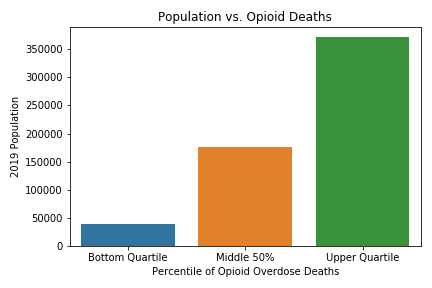 Population vs. Opioid Deaths
350000
300000
250000
200000
150000
100000
50000
0
2019 Population
Bottom Quartile Middle 50% Upper Quartile
Percentile of Opioid Overdose Deaths